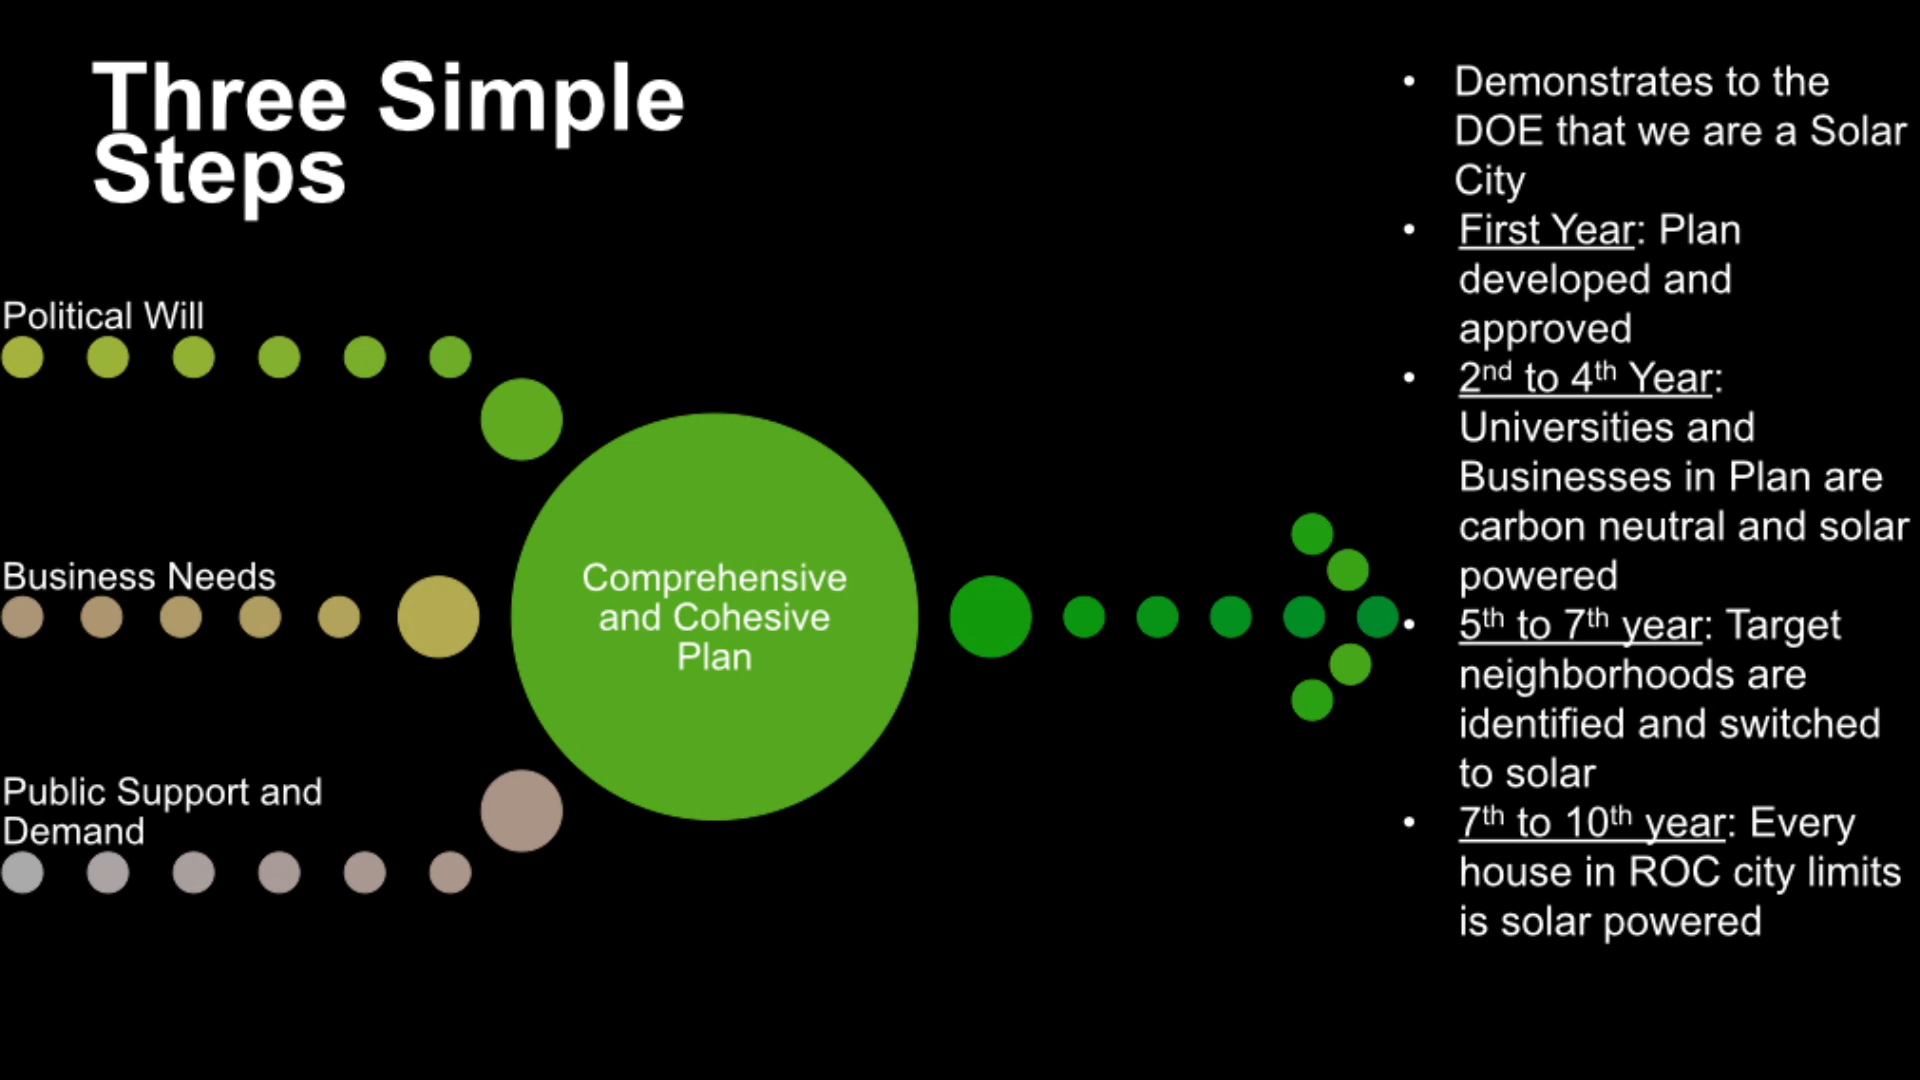 Three Simple
Steps
Political Will
Business Needs
Public Support and
Demand
Comprehensive
and Cohesive
Plan
• Demonstrates to the
DOE that we are a Solar
City
• First Year: Plan
developed and
approved
• 2nd to 4th Year:
Universities and
Businesses in Plan are
carbon neutral and solar
powered
• 5th to 7th year: Target
neighborhoods are
identified and switched
to solar
• 7th to 10th year: Every
house in ROC city limits
is solar powered